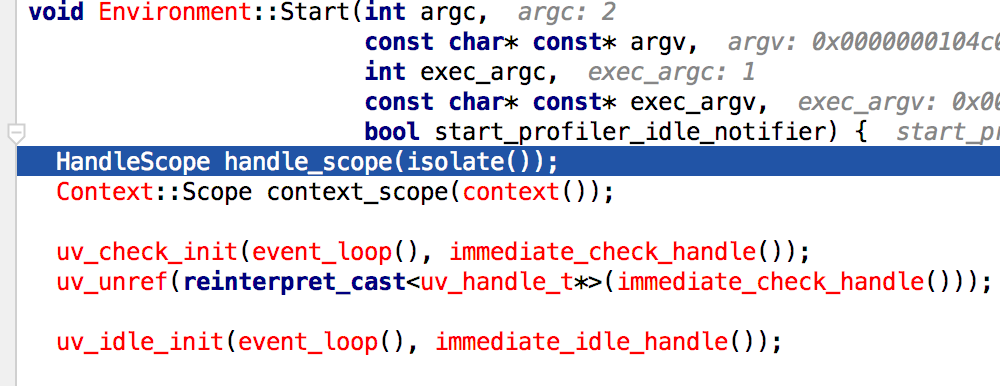 void Environment::Start(int argc,  argc: 2
const char* const* argv,  argv: 0x0000000104c0
int exec_argc,  exec_argc: 1
const char* const* exec_argv,  exec_argv: 0x00
bool start_profiler_idle_notifier) {  start_pr
HandleScope handle_scope(isolate());
Context::Scope context_scope(context());
uv_check_init(event_loop(), immediate_check_handle());
uv_unref(reinterpret_cast<uv_handle_t*>(immediate_check_handle()));
uv_idle_init(event_loop(), immediate_idle_handle());